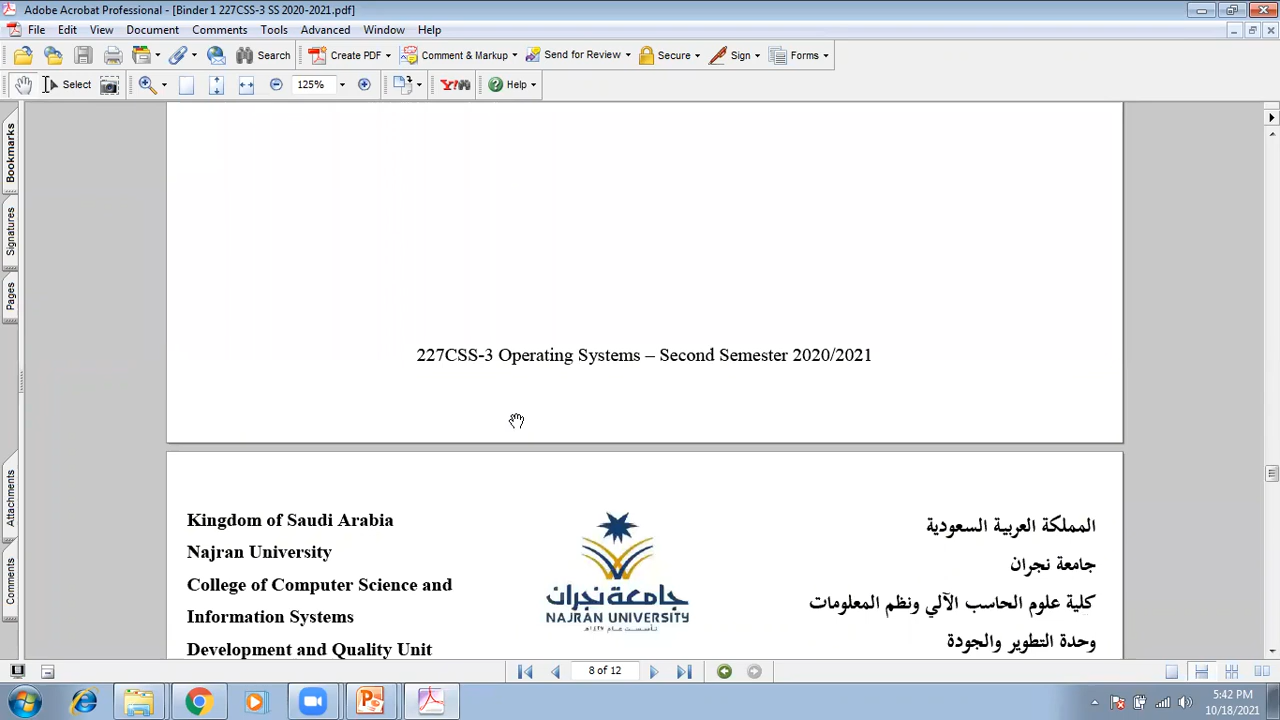 Adobe Acrobat Professional - [Binder 1 227CSS-3 SS 2020-2021.pdf]
File Edit View Document Comments Tools Advanced Window Help
Create PDF Comment & Markup Send for Review Secure Sign Forms
Search
Select 125% Y! Help
Bookmarks
Signatures
Pages
Attachments
Comments
227CSS-3 Operating Systems – Second Semester 2020/2021
Kingdom of Saudi Arabia
Najran University
College of Computer Science and
Information Systems
Development and Quality Unit
جامعة نجران
NAJRAN UNIVERSITY
المملكة العربية السعودية
جامعة نجران
كلية علوم الحاسب الآلي ونظم المعلومات
وحدة التطوير والجودة
8 of 12
5:42 PM
10/18/2021